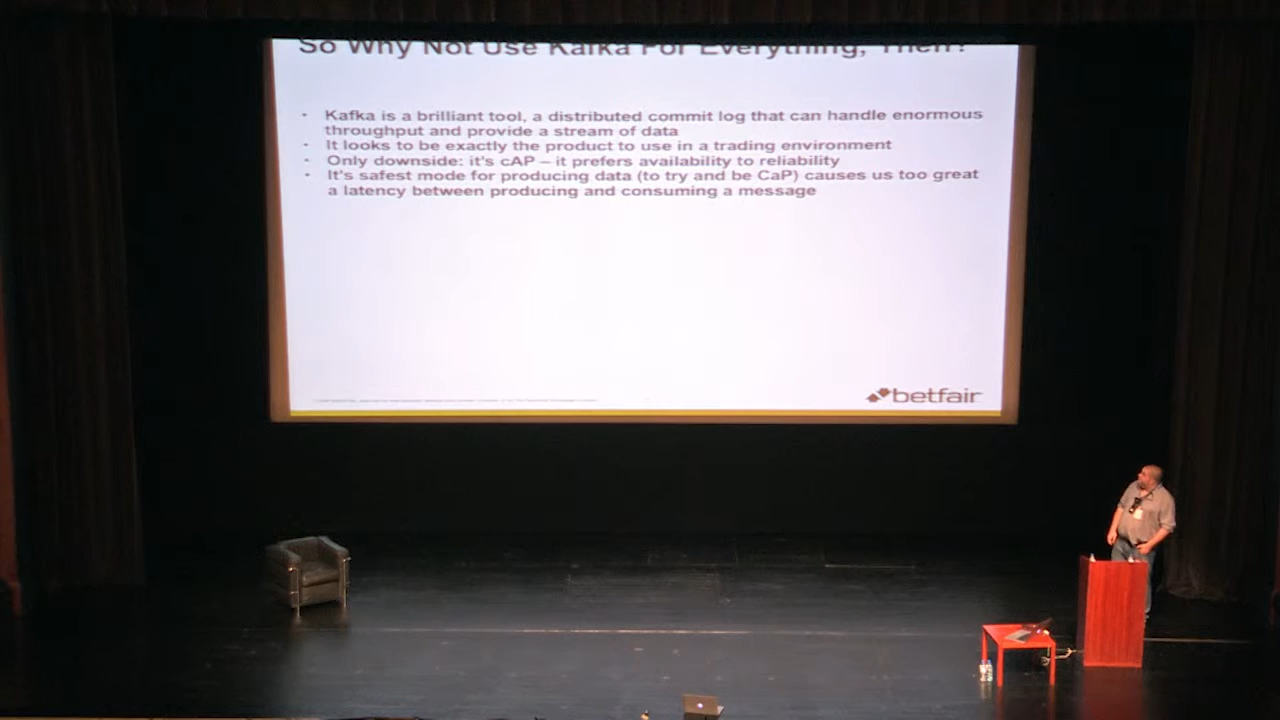 So Why Not Use Kafka For Everything, Then?
• Kafka is a brilliant tool, a distributed commit log that can handle enormous
throughput and provide a stream of data
• It looks to be exactly the product to use in a trading environment
• Only downside: it's cAP – it prefers availability to reliability
• It's safest mode for producing data (to try and be CaP) causes us too great
a latency between producing and consuming a message
betfair